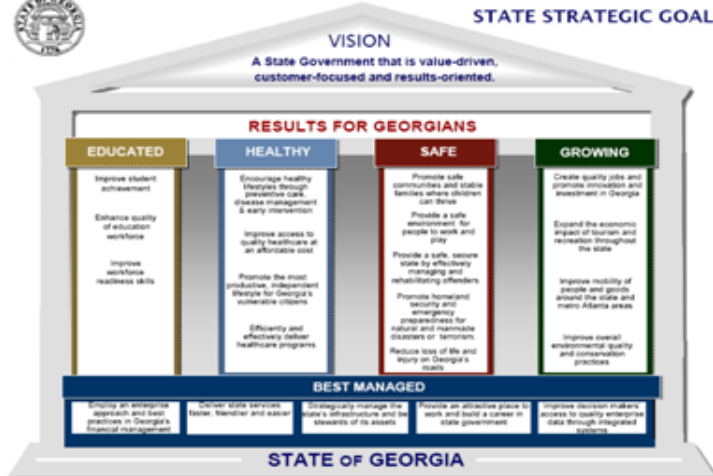 STATE OF GEORGIA
1776
STATE STRATEGIC GOAL
VISION
A State Government that is value-driven,
customer-focused and results-oriented.
RESULTS FOR GEORGIANS
EDUCATED
Improve student
achievement
Enhance quality
of education
workforce
Improve
workforce
readiness skills
HEALTHY
Encourage healthy
lifestyles through
preventive care,
disease management
& early intervention
Improve access to
quality healthcare at
an affordable cost
Promote the most
productive, independent
lifestyle for Georgia's
vulnerable citizens
Efficiently and
effectively deliver
healthcare programs
SAFE
Promote safe
communities and stable
families where children
can thrive
Provide a safe
environment for
people to work and
play
Provide a safe, secure
state by effectively
managing and
rehabilitating offenders
Promote homeland
security and
emergency
preparedness for
natural and manmade
disasters or terrorism.
Reduce loss of life and
injury on Georgia's
roads
GROWING
Create quality jobs and
promote innovation and
investment in Georgia
Expand the economic
impact of tourism and
recreation throughout
the state
Improve mobility of
people and goods
around the state and
metro Atlanta areas
Improve overall
environmental quality
and conservation
practices
BEST MANAGED
Employ an enterprise
approach and best
practices in Georgia's
financial management
Deliver state services
faster, friendlier and easier
Strategically manage the
state's infrastructure and be
stewards of its assets
Provide an attractive place to
work and build a career in
state government
Improve decision makers'
access to quality enterprise
data through integrated
systems.
STATE OF GEORGIA